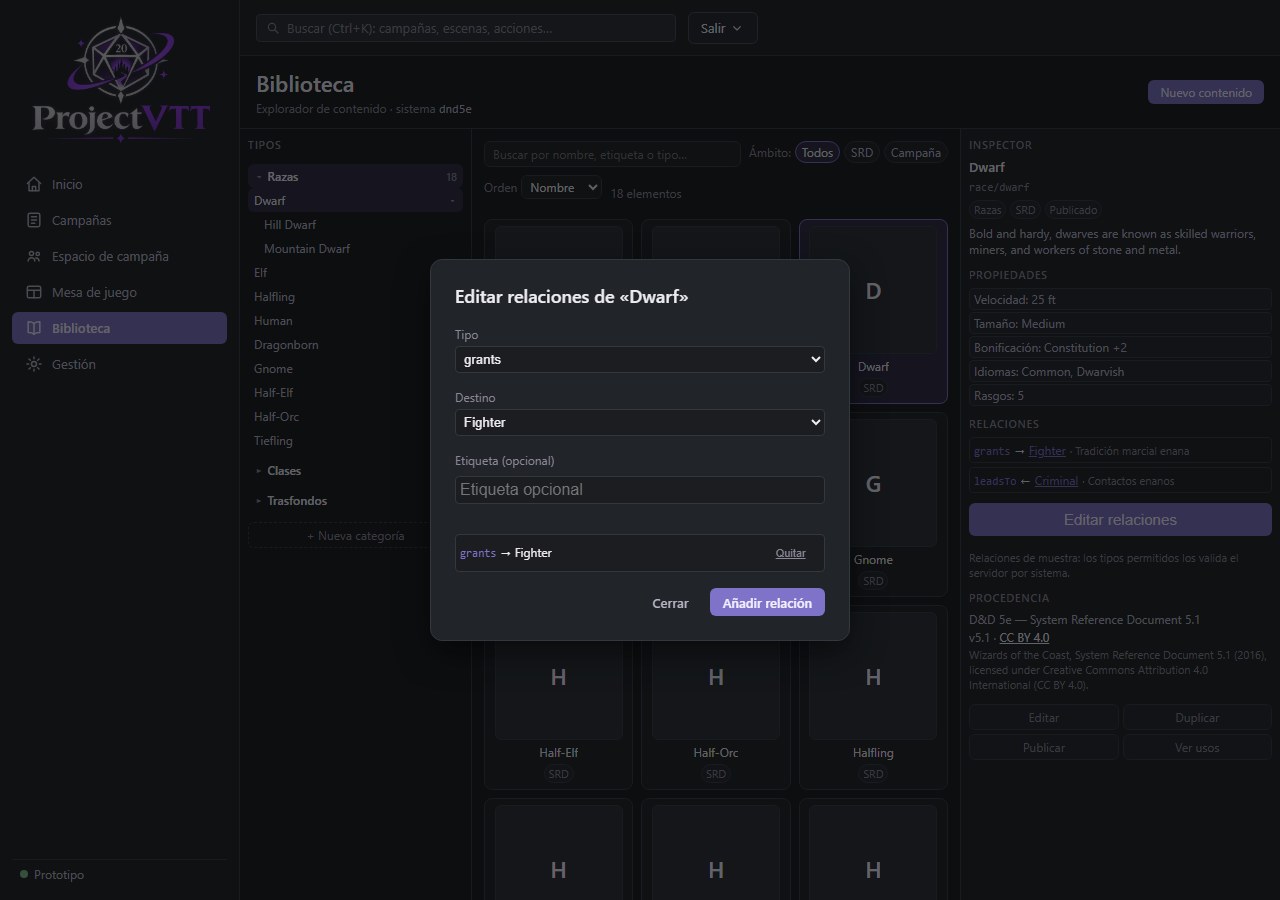 20
ProjectVTT
Inicio
Campañas
Espacio de campaña
Mesa de juego
Biblioteca
Gestión
Prototipo
Buscar (Ctrl+K): campañas, escenas, acciones...
Salir
Biblioteca
Explorador de contenido · sistema dnd5e
Nuevo contenido
TIPOS
Razas 18
Dwarf
Hill Dwarf
Mountain Dwarf
Elf
Halfling
Human
Dragonborn
Gnome
Half-Elf
Half-Orc
Tiefling
Clases
Trasfondos
+ Nueva categoría
Buscar por nombre, etiqueta o tipo...
Ámbito: Todos SRD Campaña
Orden Nombre 18 elementos
D
Dwarf
SRD
G
Gnome
SRD
H H H
Half-Elf Half-Orc Halfling
SRD SRD SRD
H H H
Editar relaciones de «Dwarf»
Tipo
grants
Destino
Fighter
Etiqueta (opcional)
Etiqueta opcional
grants → Fighter Quitar
Cerrar Añadir relación
INSPECTOR
Dwarf
race/dwarf
Razas SRD Publicado
Bold and hardy, dwarves are known as skilled warriors,
miners, and workers of stone and metal.
PROPIEDADES
Velocidad: 25 ft
Tamaño: Medium
Bonificación: Constitution +2
Idiomas: Common, Dwarvish
Rasgos: 5
RELACIONES
grants → Fighter · Tradición marcial enana
leadsTo ← Criminal · Contactos enanos
Editar relaciones
Relaciones de muestra: los tipos permitidos los valida el
servidor por sistema.
PROCEDENCIA
D&D 5e — System Reference Document 5.1
v5.1 · CC BY 4.0
Wizards of the Coast, System Reference Document 5.1 (2016),
licensed under Creative Commons Attribution 4.0
International (CC BY 4.0).
Editar Duplicar
Publicar Ver usos